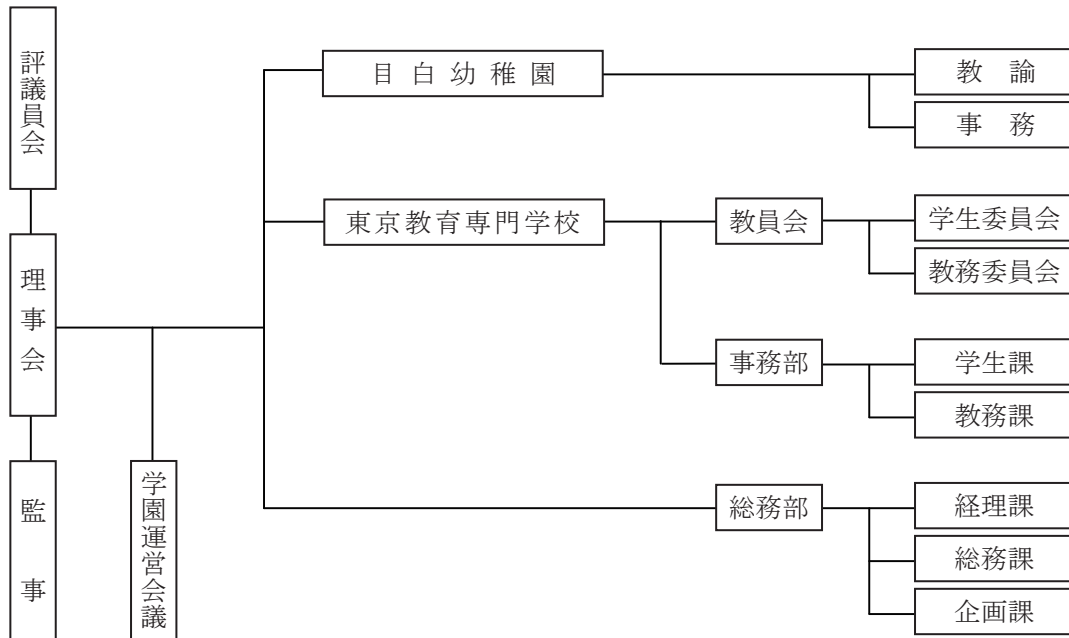 評議員会
理事会
監事
学園運営会議
目白幼稚園
教諭
事務
東京教育専門学校
教員会
学生委員会
教務委員会
事務部
学生課
教務課
総務部
経理課
総務課
企画課